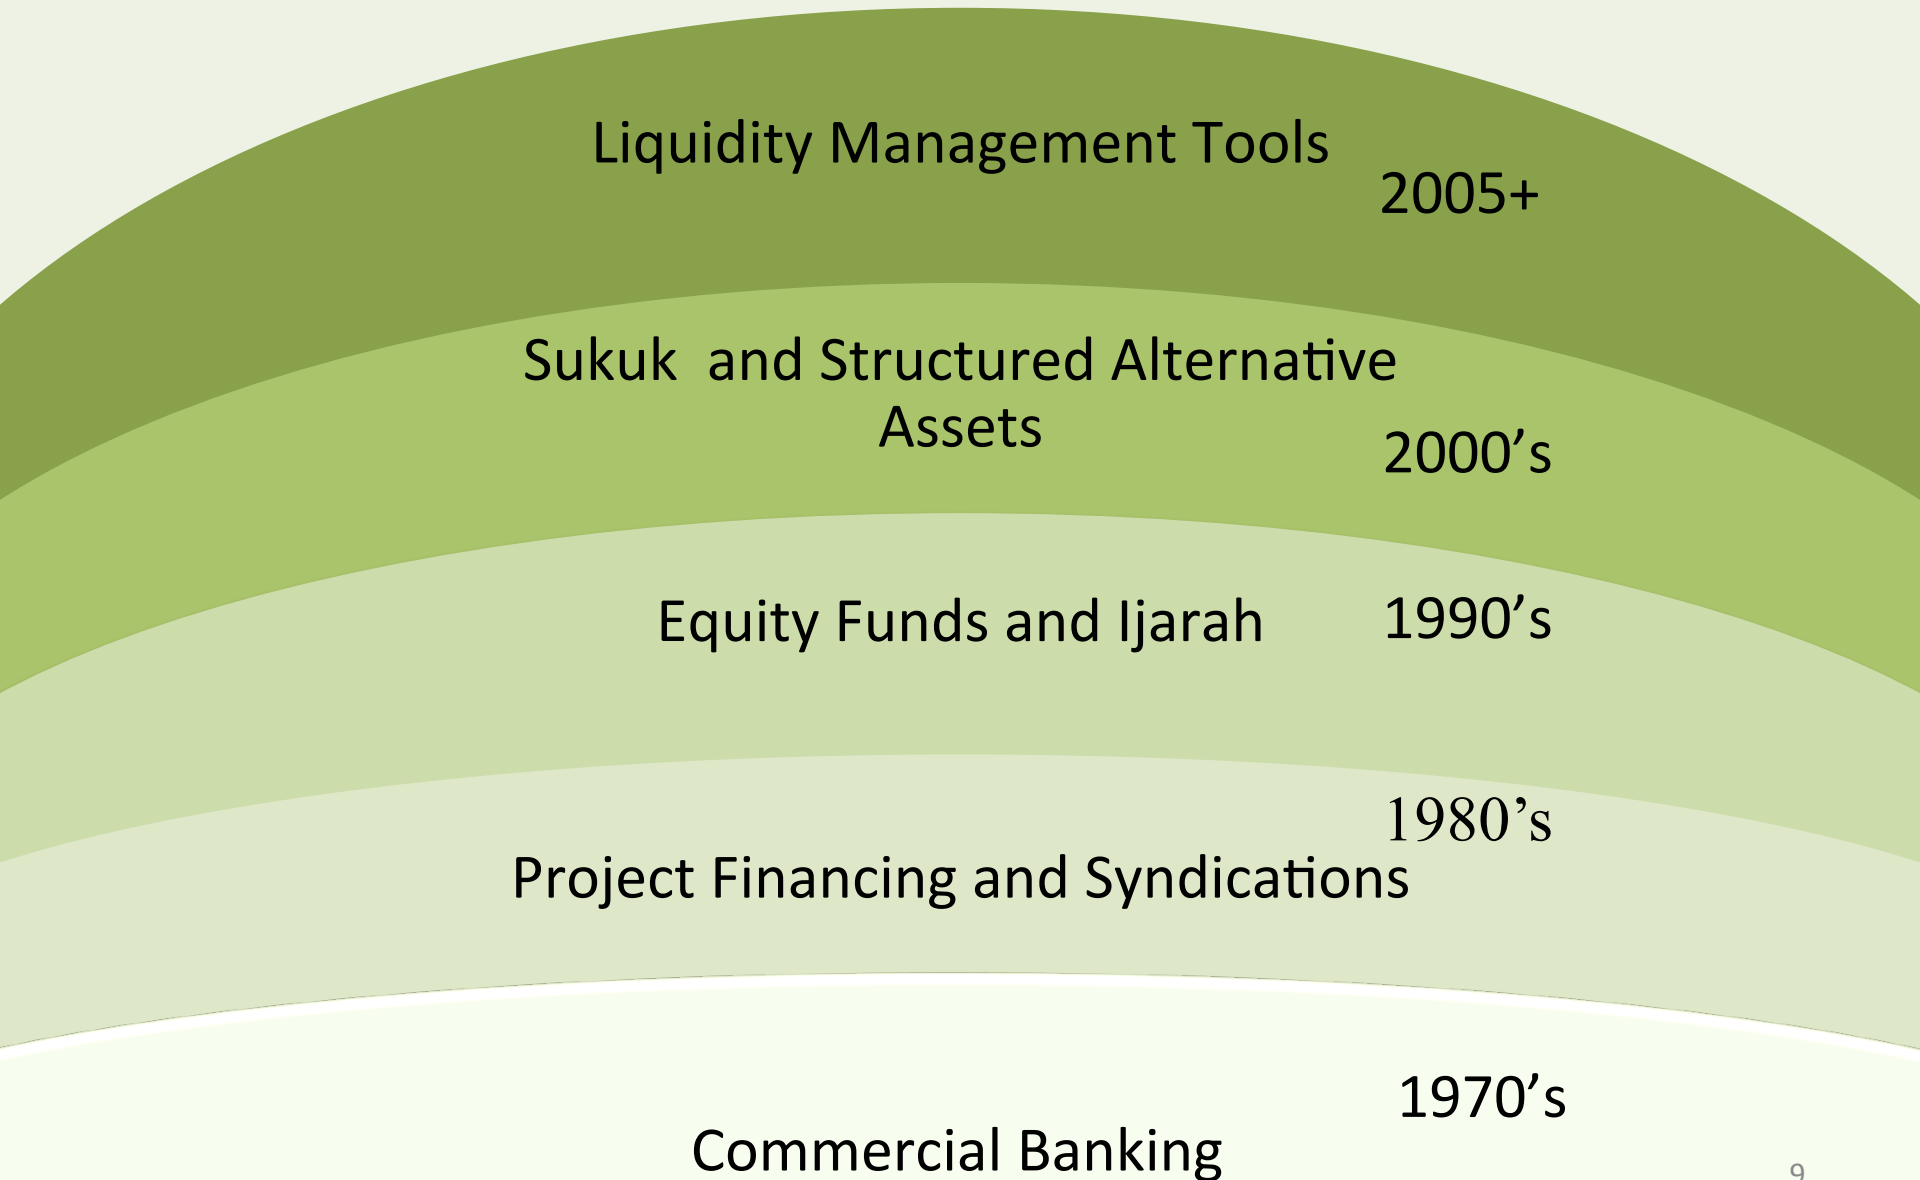 Liquidity Management Tools
2005+
Sukuk  and Structured Alternative
Assets
2000’s
Equity Funds and Ijarah
1990’s
1980’s
Project Financing and Syndications
1970’s
Commercial Banking
9